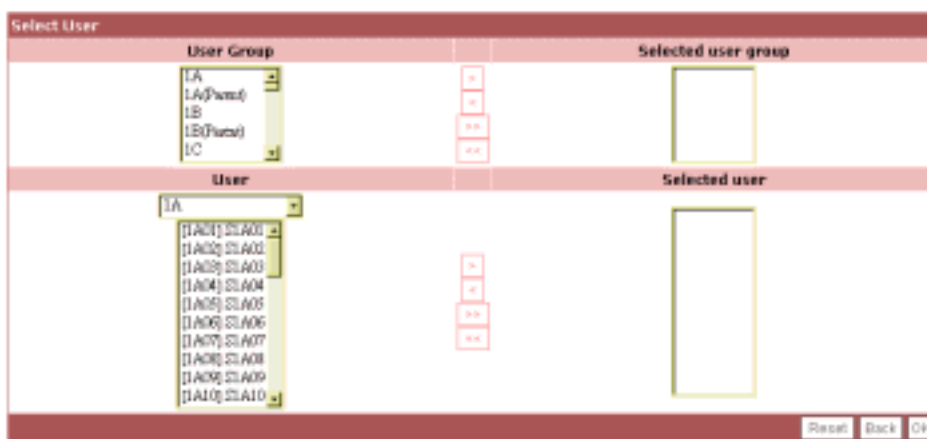 Select User
User Group
Selected user group
1A
1A(Parent)
1B
1B(Parent)
1C
>
<
>>
<<
User
Selected user
1A
[1A01] S1A01
[1A02] S1A02
[1A03] S1A03
[1A04] S1A04
[1A05] S1A05
[1A06] S1A06
[1A07] S1A07
[1A08] S1A08
[1A09] S1A09
[1A10] S1A10
>
<
>>
<<
Reset
Back